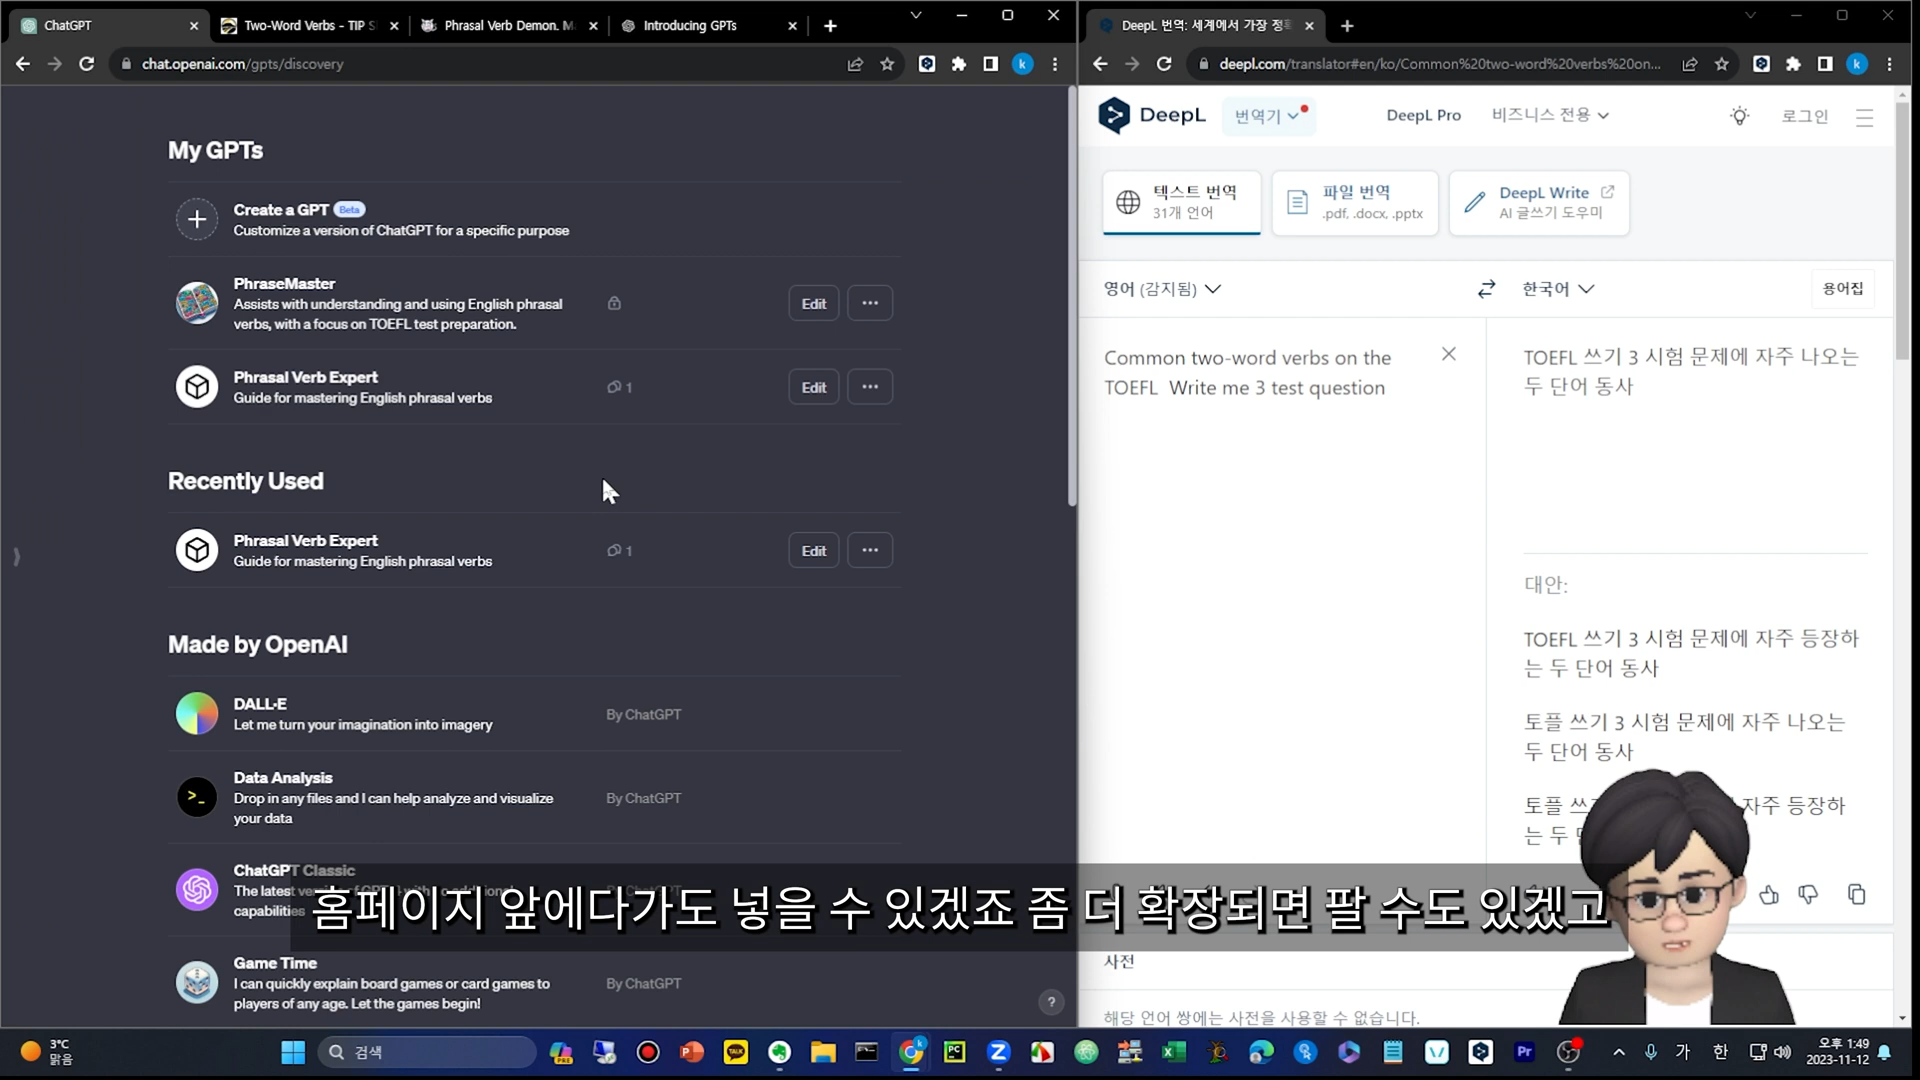 ChatGPT
Two-Word Verbs - TIP S
Phrasal Verb Demon. M
Introducing GPTs
chat.openai.com/gpts/discovery
k
My GPTs
Create a GPT Beta
Customize a version of ChatGPT for a specific purpose
PhraseMaster
Assists with understanding and using English phrasal
verbs, with a focus on TOEFL test preparation.
Edit
Phrasal Verb Expert
Guide for mastering English phrasal verbs
1
Edit
Recently Used
Phrasal Verb Expert
Guide for mastering English phrasal verbs
1
Edit
Made by OpenAI
DALL·E
Let me turn your imagination into imagery
By ChatGPT
Data Analysis
Drop in any files and I can help analyze and visualize
your data
By ChatGPT
ChatGPT Classic
The latest
capabilities
Game Time
I can quickly explain board games or card games to
players of any age. Let the games begin!
By ChatGPT
?
DeepL 번역: 세계에서 가장 정확
deepl.com/translator#en/ko/Common%20two-word%20verbs%20on...
k
DeepL
번역기
DeepL Pro
비즈니스 전용
로그인
텍스트 번역
31개 언어
파일 번역
.pdf, .docx, .pptx
DeepL Write
AI 글쓰기 도우미
영어 (감지됨)
한국어
용어집
Common two-word verbs on the
TOEFL Write me 3 test question
TOEFL 쓰기 3 시험 문제에 자주 나오는
두 단어 동사
대안:
TOEFL 쓰기 3 시험 문제에 자주 등장하
는 두 단어 동사
토플 쓰기 3 시험 문제에 자주 나오는
두 단어 동사
토플 쓰 자주 등장하
는 두
사전
해당 언어 쌍에는 사전을 사용할 수 없습니다.
홈페이지 앞에다가도 넣을 수 있겠죠 좀 더 확장되면 팔 수도 있겠고
3°C
맑음
검색
PRE
TALK
k
PC
Pr
가
한
오후 1:49
2023-11-12